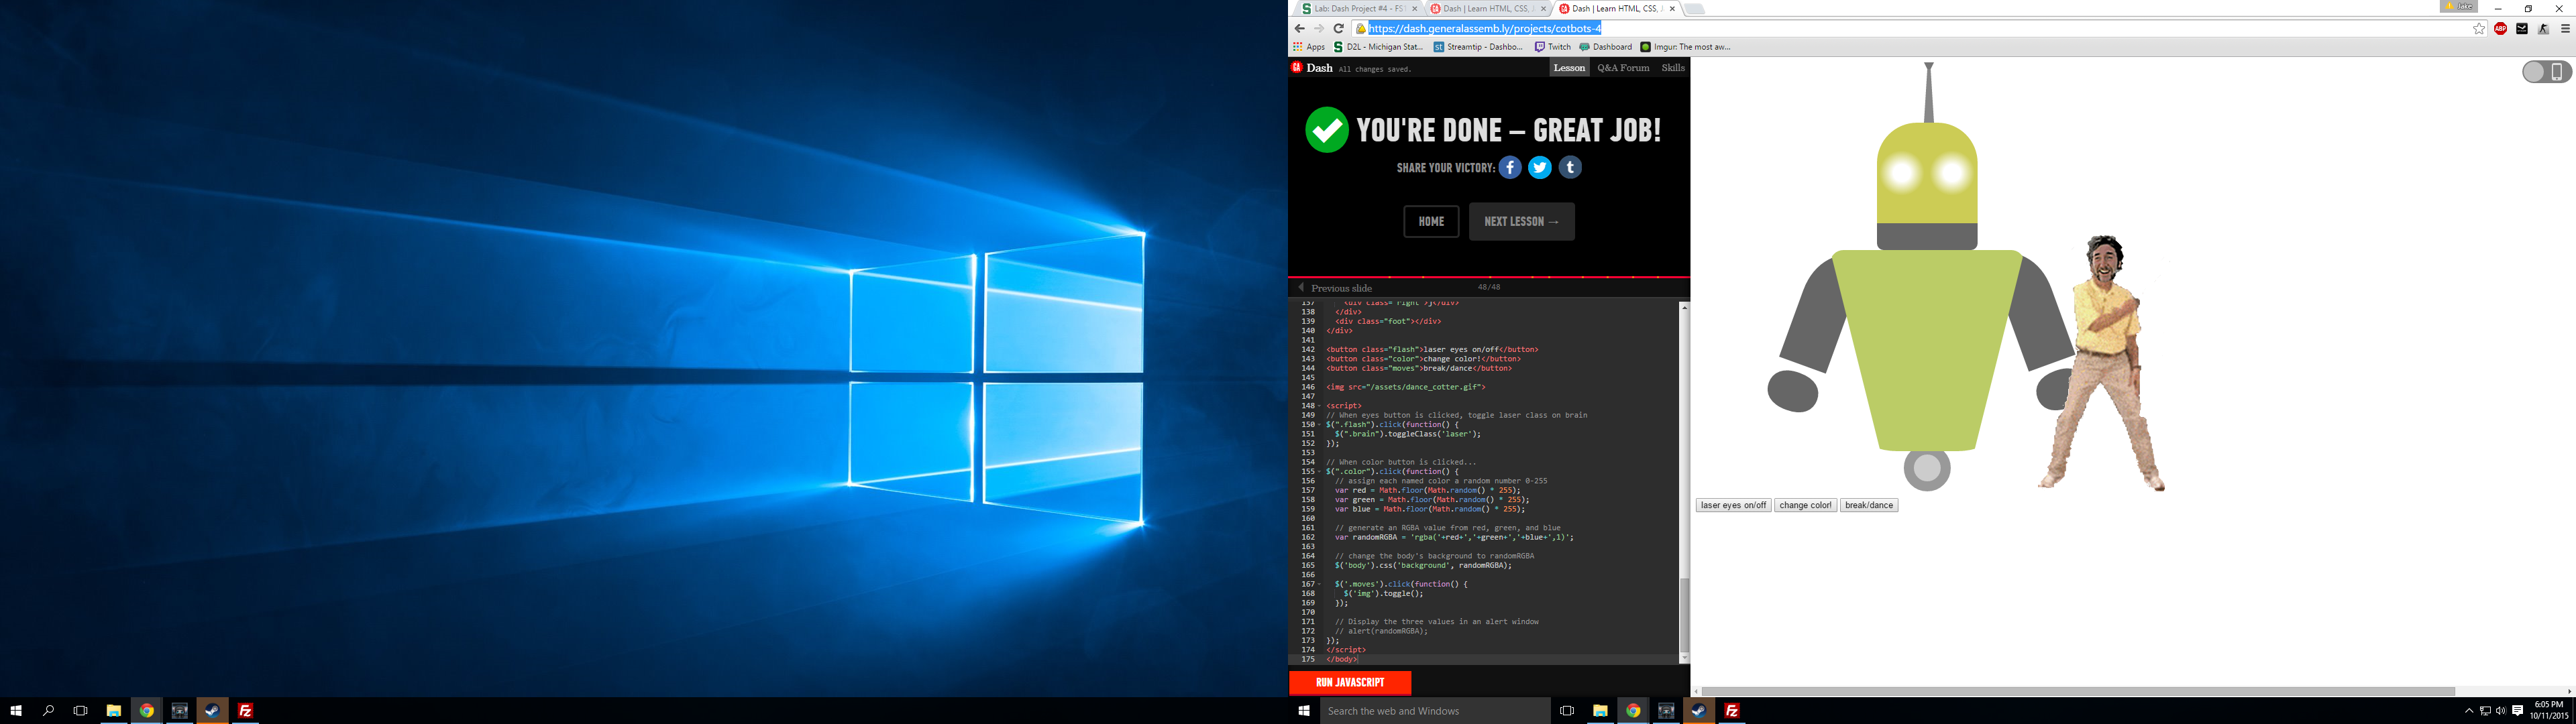 Lab: Dash Project #4 - FS
Dash | Learn HTML, CSS, J
Dash | Learn HTML, CSS, J
fake
https://dash.generalassemb.ly/projects/cotbots-4
ABP
Apps
D2L - Michigan Stat...
st
Streamtip - Dashbo...
Twitch
Dashboard
Imgur: The most aw...
GA
Dash
All changes saved.
Lesson
Q&A Forum
Skills
YOU'RE DONE — GREAT JOB!
SHARE YOUR VICTORY:
HOME
NEXT LESSON →
Previous slide
48/48
137 <div class="right">j</div>
138 </div>
139 <div class="foot"></div>
140 </div>
141
142 <button class="flash">laser eyes on/off</button>
143 <button class="color">change color!</button>
144 <button class="moves">break/dance</button>
145
146 <img src="/assets/dance_cotter.gif">
147
148 <script>
149 // When eyes button is clicked, toggle laser class on brain
150 $(".flash").click(function() {
151 $(".brain").toggleClass('laser');
152 });
153
154 // When color button is clicked...
155 $(".color").click(function() {
156 // assign each named color a random number 0-255
157 var red = Math.floor(Math.random() * 255);
158 var green = Math.floor(Math.random() * 255);
159 var blue = Math.floor(Math.random() * 255);
160
161 // generate an RGBA value from red, green, and blue
162 var randomRGBA = 'rgba('+red+','+green+','+blue+',1)';
163
164 // change the body's background to randomRGBA
165 $('body').css('background', randomRGBA);
166
167 $('.moves').click(function() {
168 $('img').toggle();
169 });
170
171 // Display the three values in an alert window
172 // alert(randomRGBA);
173 });
174 </script>
175 </body>
RUN JAVASCRIPT
laser eyes on/off
change color!
break/dance
Search the web and Windows
6:05 PM
10/11/2015